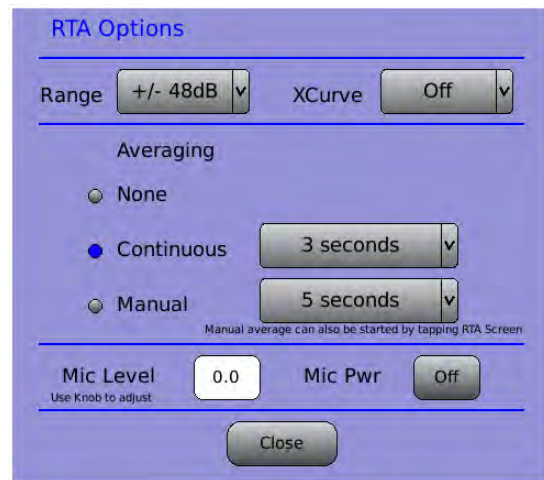 RTA Options
Range +/- 48dB v XCurve Off v
Averaging
None
Continuous 3 seconds v
Manual 5 seconds v
Manual average can also be started by tapping RTA Screen
Mic Level 0.0 Mic Pwr Off
Use Knob to adjust
Close